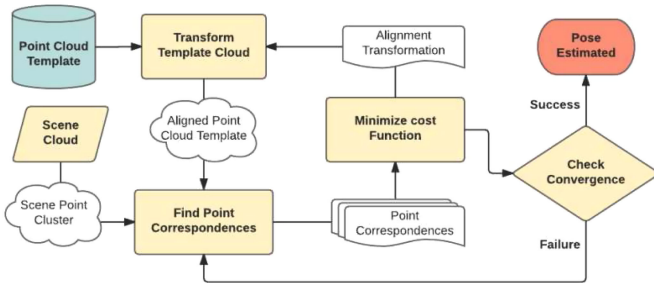 Point Cloud
Template
Transform
Template Cloud
Alignment
Transformation
Pose
Estimated
Scene
Cloud
Aligned Point
Cloud Template
Minimize cost
Function
Success
Check
Convergence
Scene Point
Cluster
Find Point
Correspondences
Point
Correspondences
Failure